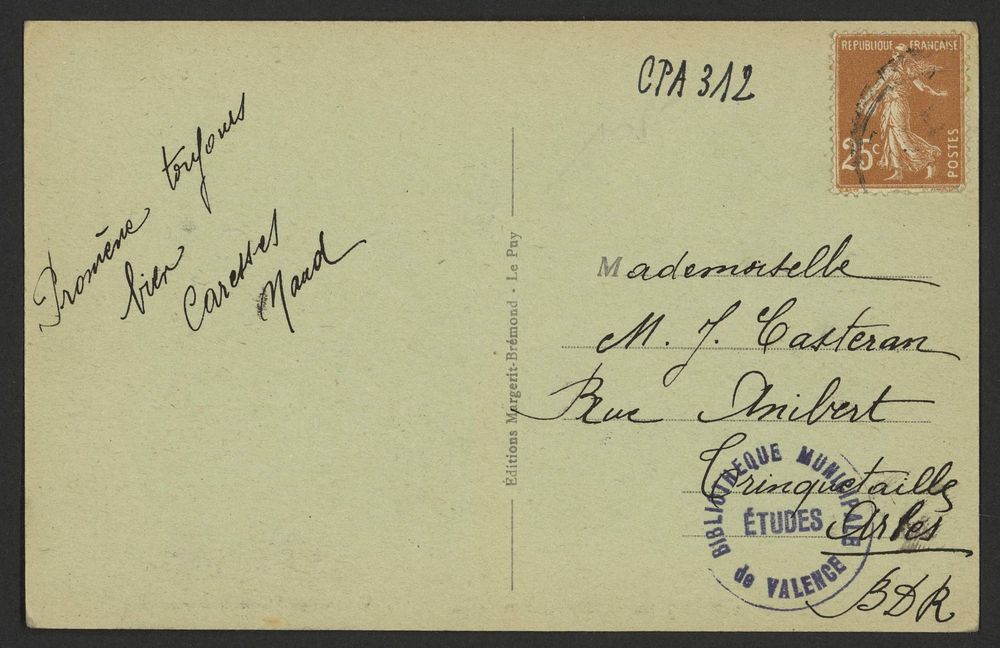 CPA 312
REPUBLIQUE FRANÇAISE
25c
POSTES
Promène toujours
bien
Caresses
Éditions Margerit-Brémond - Le Puy
Mademoiselle
M. J. Casteran
Rue Anibert
Trinquetaille
Arles
BDR
BIBLIOTHEQUE MUNICIPALE
ÉTUDES
de VALENCE